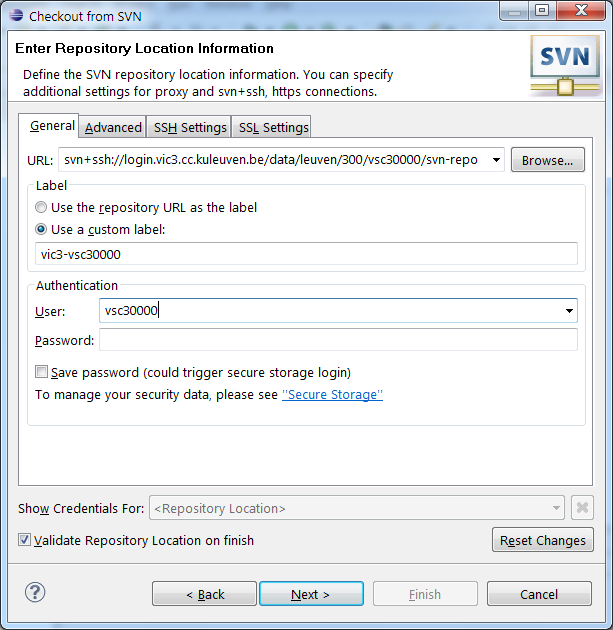 Checkout from SVN
Enter Repository Location Information
Define the SVN repository location information. You can specify
additional settings for proxy and svn+ssh, https connections.
SVN
General Advanced SSH Settings SSL Settings
URL: svn+ssh://login.vic3.cc.kuleuven.be/data/leuven/300/vsc30000/svn-repo Browse...
Label
Use the repository URL as the label
Use a custom label:
vic3-vsc30000
Authentication
User: vsc30000
Password:
Save password (could trigger secure storage login)
To manage your security data, please see "Secure Storage"
Show Credentials For: <Repository Location>
Validate Repository Location on finish Reset Changes
? < Back Next > Finish Cancel